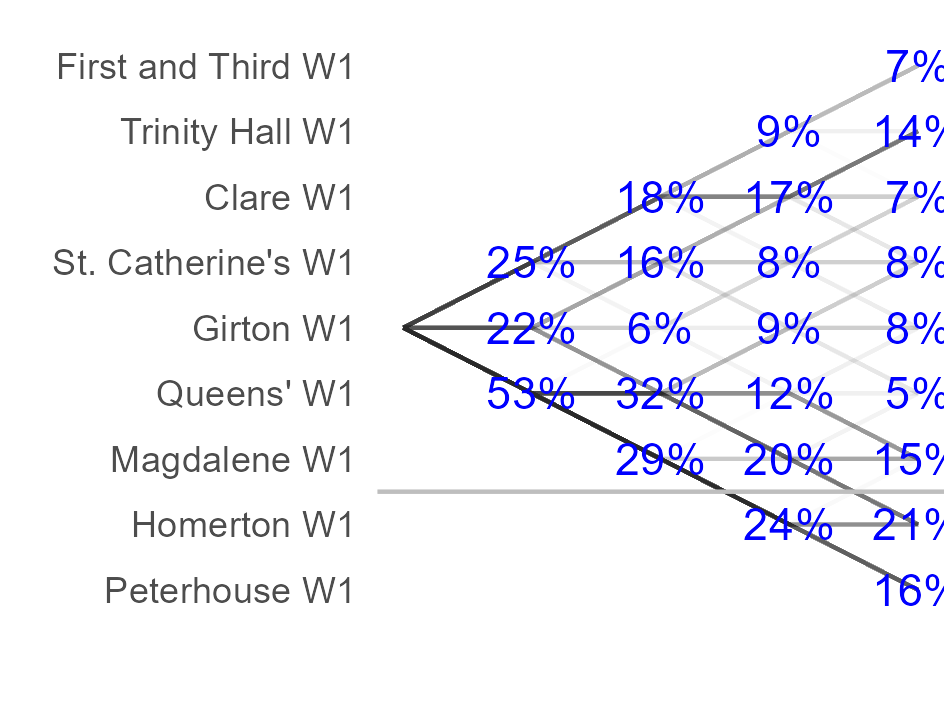 First and Third W1 7%
Trinity Hall W1 9% 14%
Clare W1 18% 17% 7%
St. Catherine's W1 25% 16% 8% 8%
Girton W1 22% 6% 9% 8%
Queens' W1 53% 32% 12% 5%
Magdalene W1 29% 20% 15%
Homerton W1 24% 21%
Peterhouse W1 16%